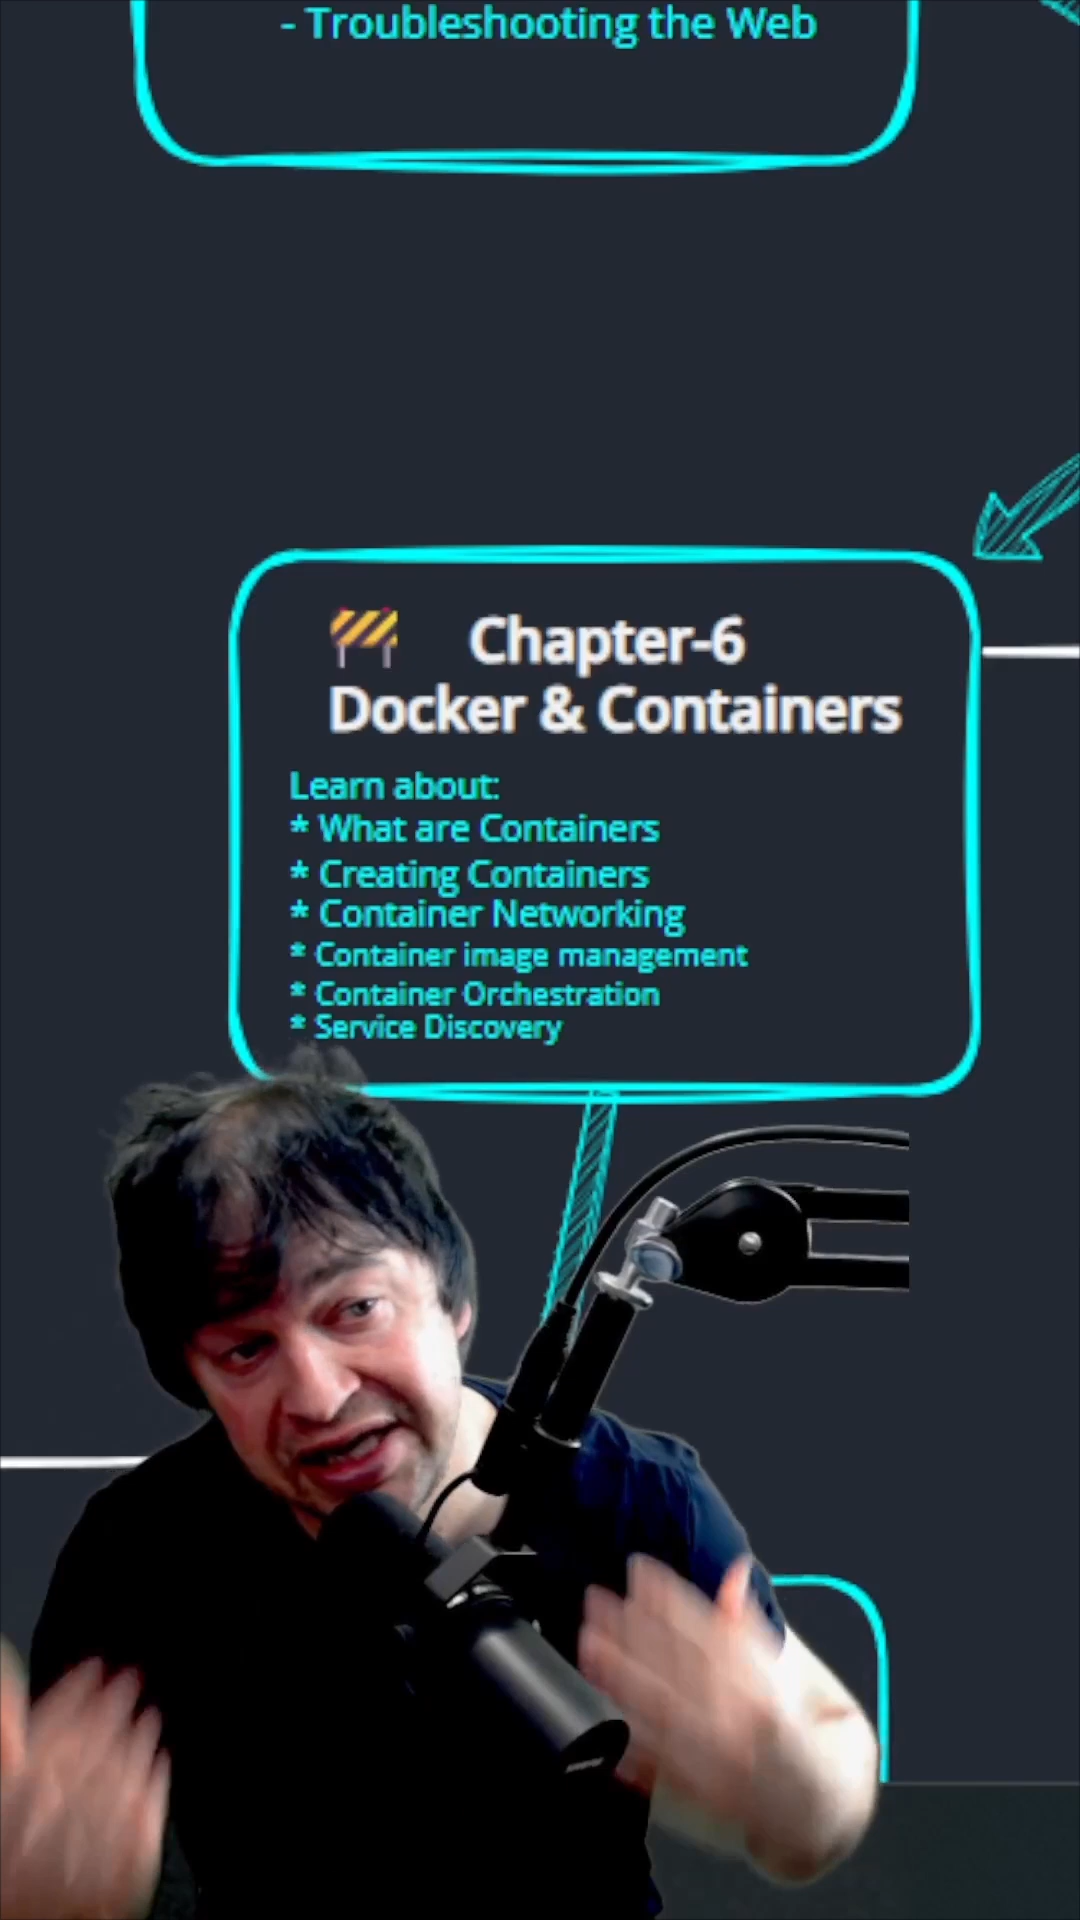 - Troubleshooting the Web
Chapter-6
Docker & Containers
Learn about:
* What are Containers
* Creating Containers
* Container Networking
* Container image management
* Container Orchestration
* Service Discovery